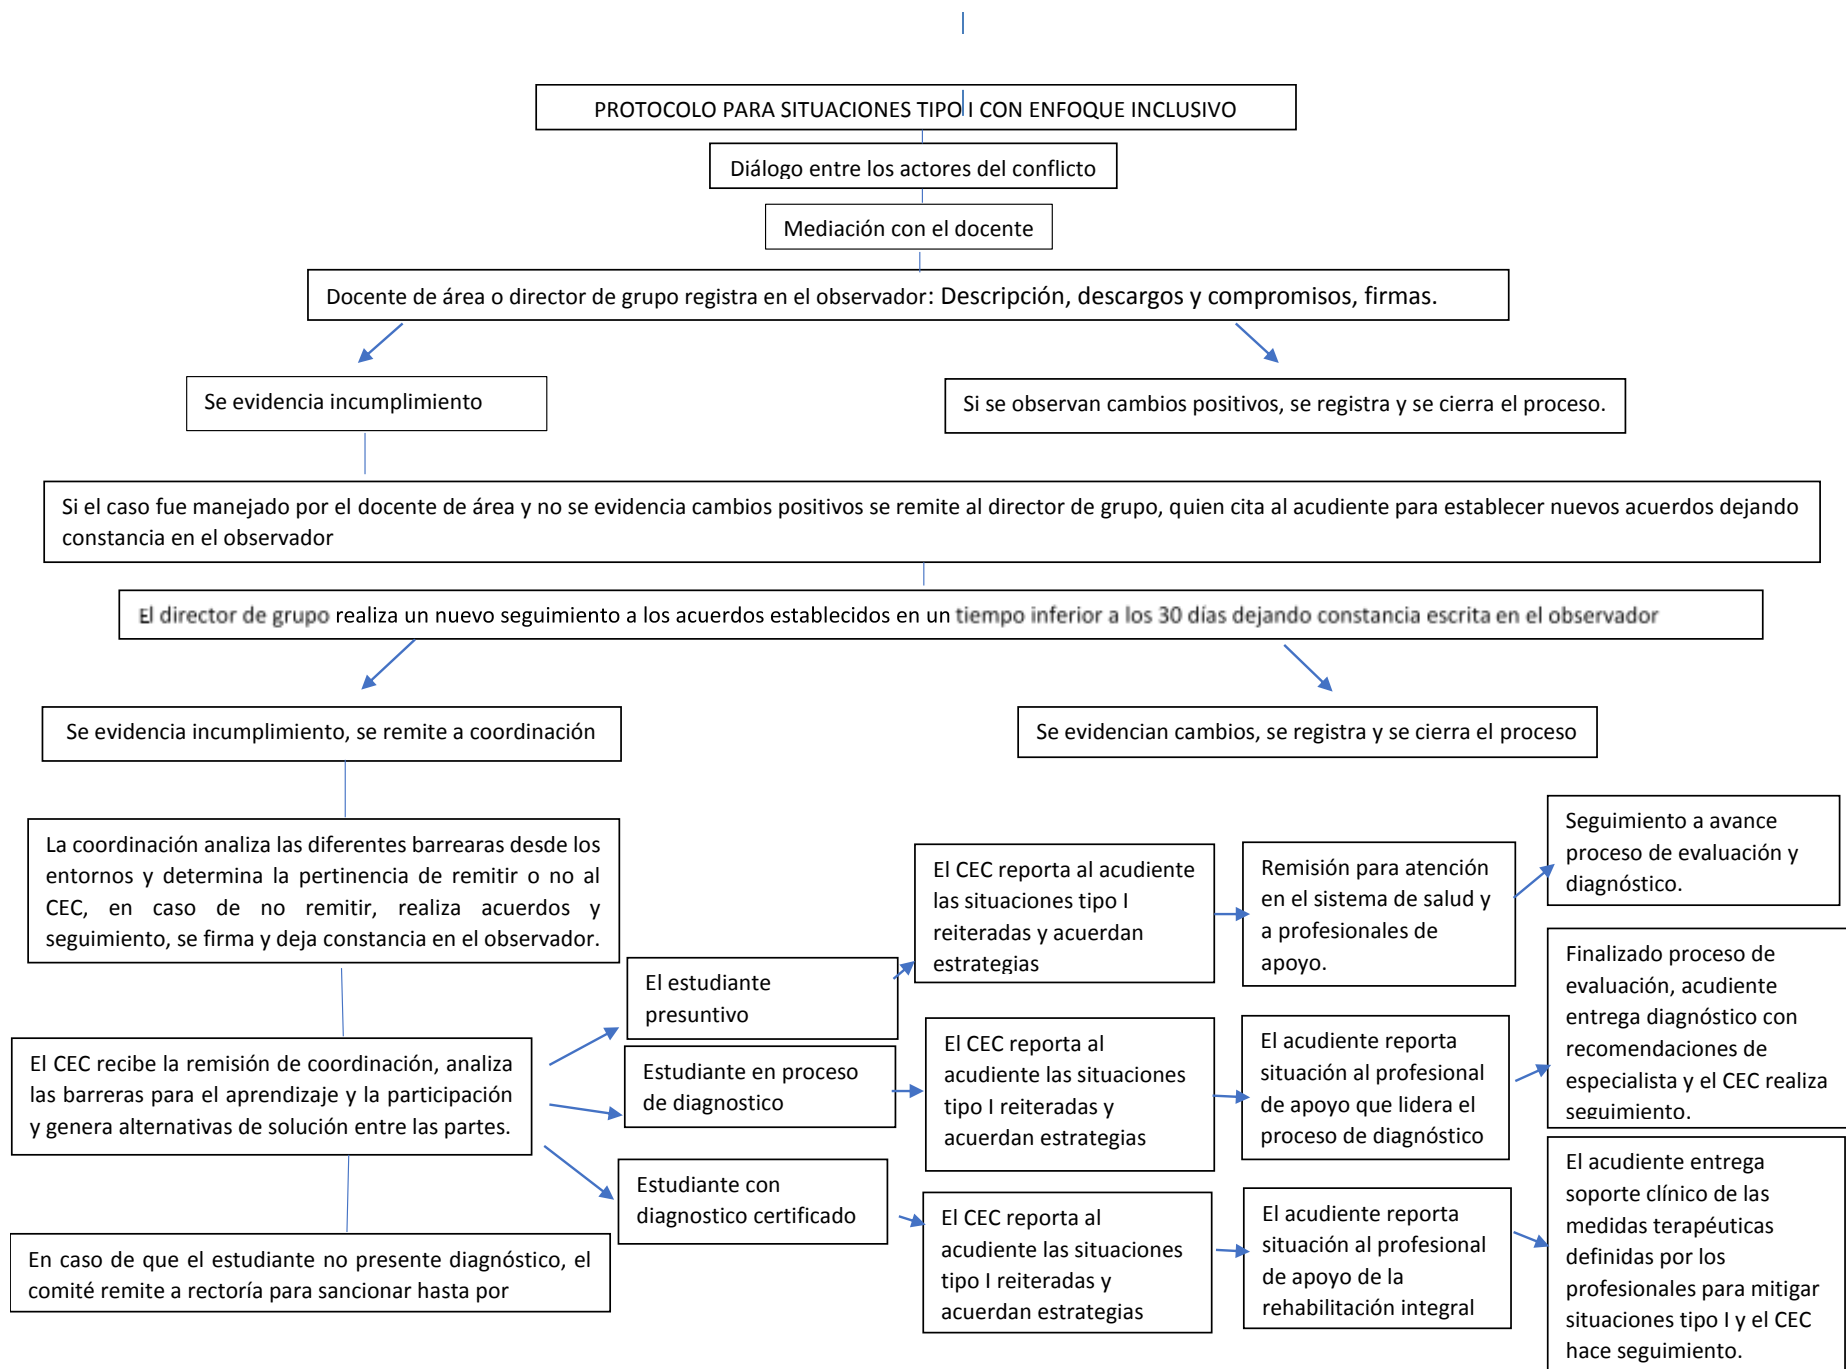 PROTOCOLO PARA SITUACIONES TIPO I CON ENFOQUE INCLUSIVO
Diálogo entre los actores del conflicto
Mediación con el docente
Docente de área o director de grupo registra en el observador: Descripción, descargos y compromisos, firmas.
Se evidencia incumplimiento
Si se observan cambios positivos, se registra y se cierra el proceso.
Si el caso fue manejado por el docente de área y no se evidencia cambios positivos se remite al director de grupo, quien cita al acudiente para establecer nuevos acuerdos dejando
constancia en el observador
El director de grupo realiza un nuevo seguimiento a los acuerdos establecidos en un tiempo inferior a los 30 días dejando constancia escrita en el observador
Se evidencia incumplimiento, se remite a coordinación
Se evidencian cambios, se registra y se cierra el proceso
La coordinación analiza las diferentes barrearas desde los
entornos y determina la pertinencia de remitir o no al
CEC, en caso de no remitir, realiza acuerdos y
seguimiento, se firma y deja constancia en el observador.
El CEC recibe la remisión de coordinación, analiza
las barreras para el aprendizaje y la participación
y genera alternativas de solución entre las partes.
En caso de que el estudiante no presente diagnóstico, el
comité remite a rectoría para sancionar hasta por
El estudiante
presuntivo
El CEC reporta al acudiente
las situaciones tipo I
reiteradas y acuerdan
estrategias
Remisión para atención
en el sistema de salud y
a profesionales de
apoyo.
Seguimiento a avance
proceso de evaluación y
diagnóstico.
Estudiante en proceso
de diagnostico
El CEC reporta al
acudiente las situaciones
tipo I reiteradas y
acuerdan estrategias
El acudiente reporta
situación al profesional
de apoyo que lidera el
proceso de diagnóstico
Finalizado proceso de
evaluación, acudiente
entrega diagnóstico con
recomendaciones de
especialista y el CEC realiza
seguimiento.
Estudiante con
diagnostico certificado
El CEC reporta al
acudiente las situaciones
tipo I reiteradas y
acuerdan estrategias
El acudiente reporta
situación al profesional
de apoyo de la
rehabilitación integral
El acudiente entrega
soporte clínico de las
medidas terapéuticas
definidas por los
profesionales para mitigar
situaciones tipo I y el CEC
hace seguimiento.